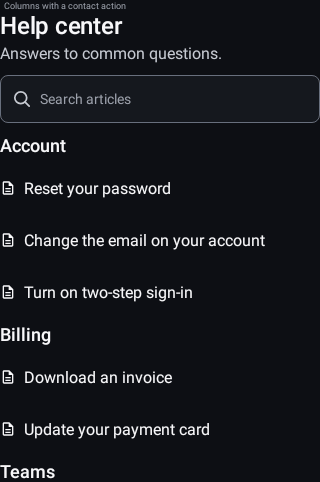 Columns with a contact action
Help center
Answers to common questions.
Search articles
Account
Reset your password
Change the email on your account
Turn on two-step sign-in
Billing
Download an invoice
Update your payment card
Teams